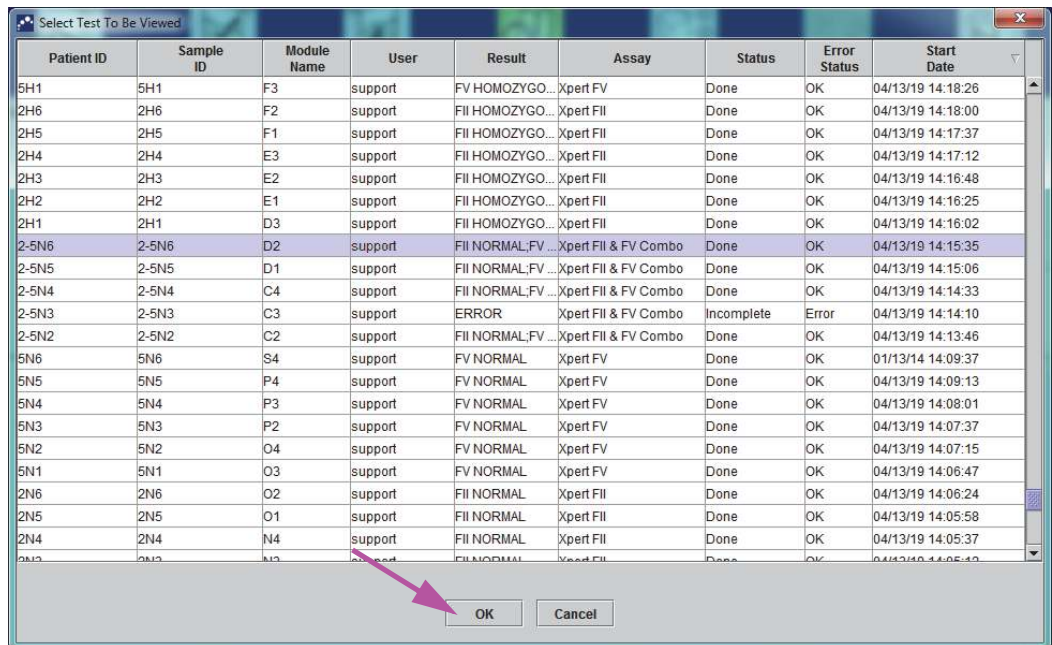 Select Test To Be Viewed
Patient ID Sample ID Module Name User Result Assay Status Error Status Start Date
5H1 5H1 F3 support FV HOMOZYGO... Xpert FV Done OK 04/13/19 14:18:26
2H6 2H6 F2 support FII HOMOZYGO... Xpert FII Done OK 04/13/19 14:18:00
2H5 2H5 F1 support FII HOMOZYGO... Xpert FII Done OK 04/13/19 14:17:37
2H4 2H4 E3 support FII HOMOZYGO... Xpert FII Done OK 04/13/19 14:17:12
2H3 2H3 E2 support FII HOMOZYGO... Xpert FII Done OK 04/13/19 14:16:48
2H2 2H2 E1 support FII HOMOZYGO... Xpert FII Done OK 04/13/19 14:16:25
2H1 2H1 D3 support FII HOMOZYGO... Xpert FII Done OK 04/13/19 14:16:02
2-5N6 2-5N6 D2 support FII NORMAL;FV ... Xpert FII & FV Combo Done OK 04/13/19 14:15:35
2-5N5 2-5N5 D1 support FII NORMAL;FV ... Xpert FII & FV Combo Done OK 04/13/19 14:15:06
2-5N4 2-5N4 C4 support FII NORMAL;FV ... Xpert FII & FV Combo Done OK 04/13/19 14:14:33
2-5N3 2-5N3 C3 support ERROR Xpert FII & FV Combo Incomplete Error 04/13/19 14:14:10
2-5N2 2-5N2 C2 support FII NORMAL;FV ... Xpert FII & FV Combo Done OK 04/13/19 14:13:46
5N6 5N6 S4 support FV NORMAL Xpert FV Done OK 01/13/14 14:09:37
5N5 5N5 P4 support FV NORMAL Xpert FV Done OK 04/13/19 14:09:13
5N4 5N4 P3 support FV NORMAL Xpert FV Done OK 04/13/19 14:08:01
5N3 5N3 P2 support FV NORMAL Xpert FV Done OK 04/13/19 14:07:37
5N2 5N2 O4 support FV NORMAL Xpert FV Done OK 04/13/19 14:07:15
5N1 5N1 O3 support FV NORMAL Xpert FV Done OK 04/13/19 14:06:47
2N6 2N6 O2 support FII NORMAL Xpert FII Done OK 04/13/19 14:06:24
2N5 2N5 O1 support FII NORMAL Xpert FII Done OK 04/13/19 14:05:58
2N4 2N4 N4 support FII NORMAL Xpert FII Done OK 04/13/19 14:05:37
OK Cancel